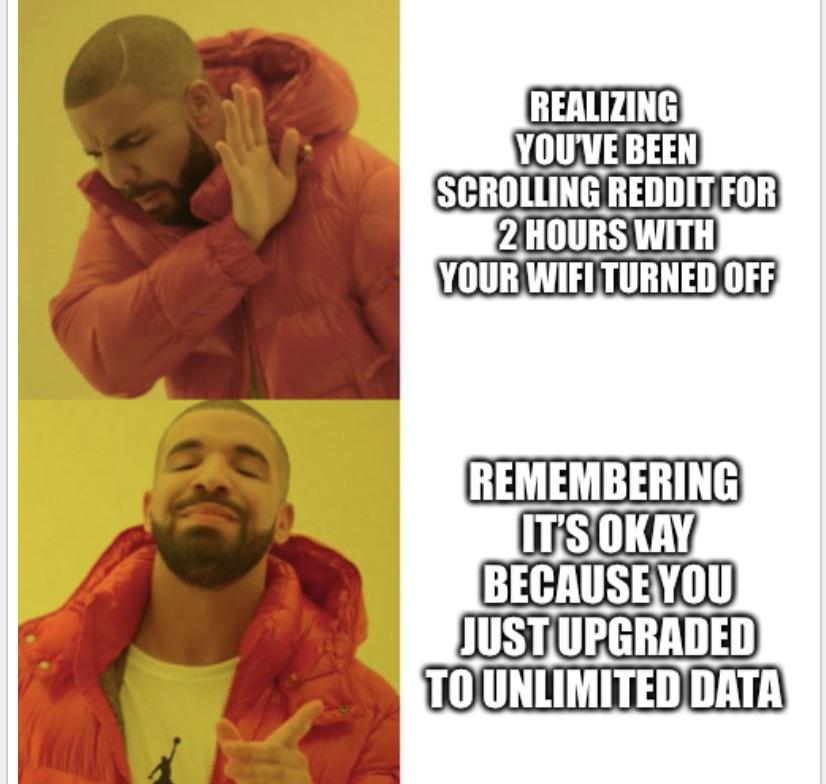 REALIZING
YOU'VE BEEN
SCROLLING REDDIT FOR
2 HOURS WITH
YOUR WIFI TURNED OFF
REMEMBERING
IT'S OKAY
BECAUSE YOU
JUST UPGRADED
TO UNLIMITED DATA